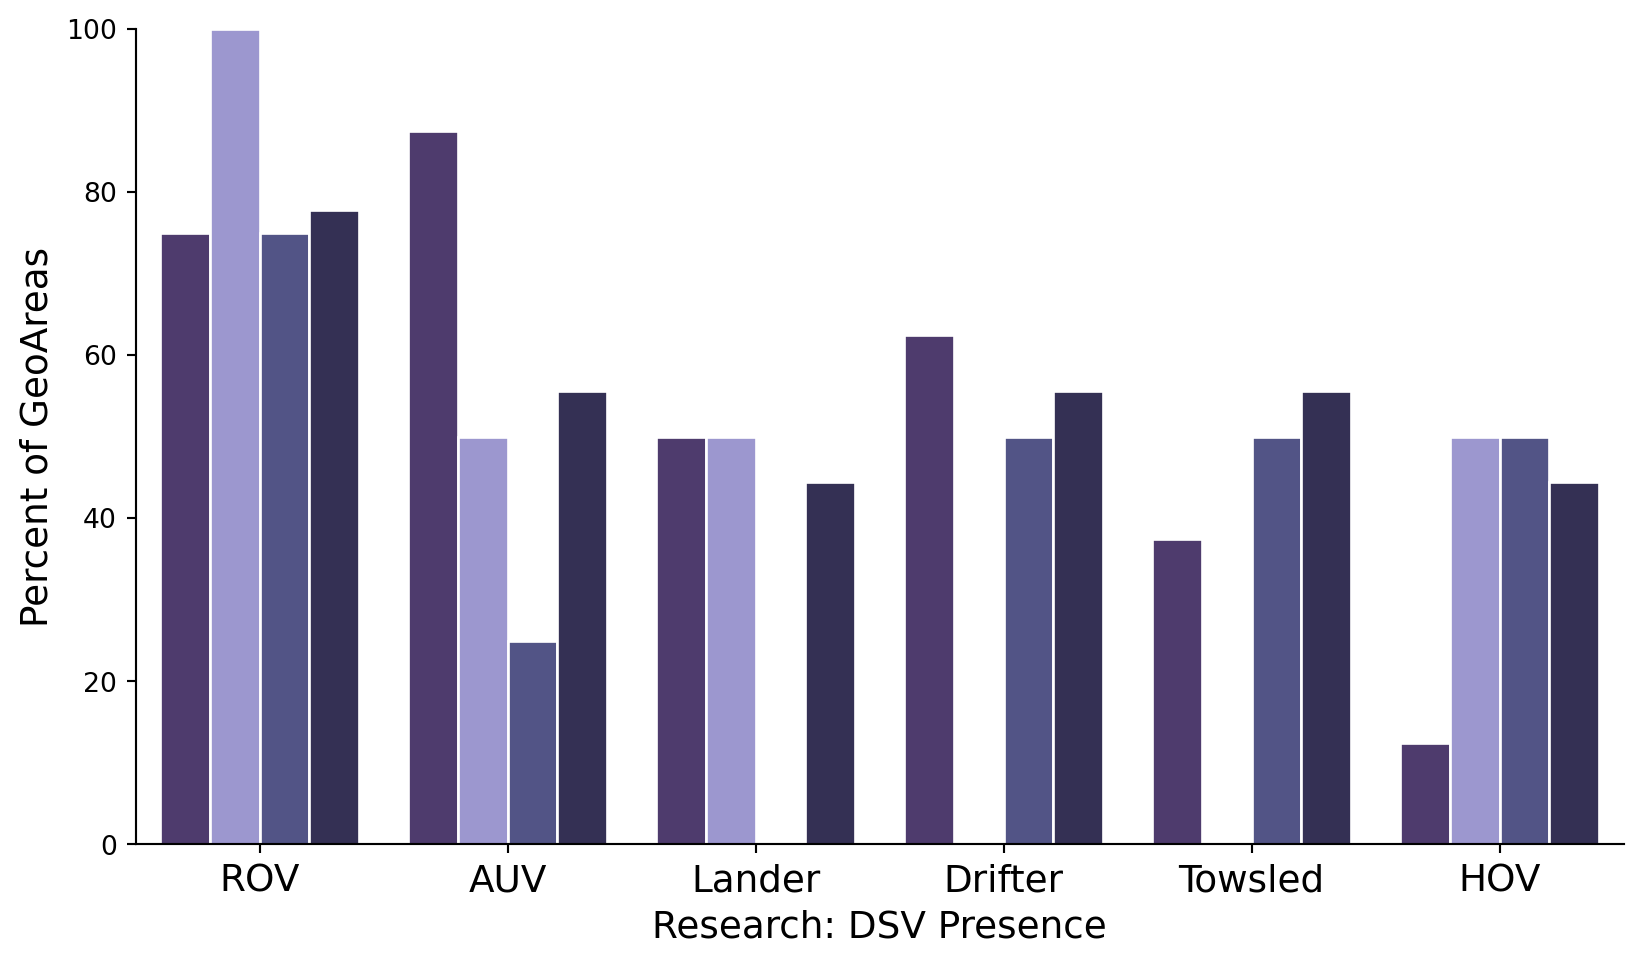 100
80
60
40
20
0
Percent of GeoAreas
ROV AUV Lander Drifter Towsled HOV
Research: DSV Presence